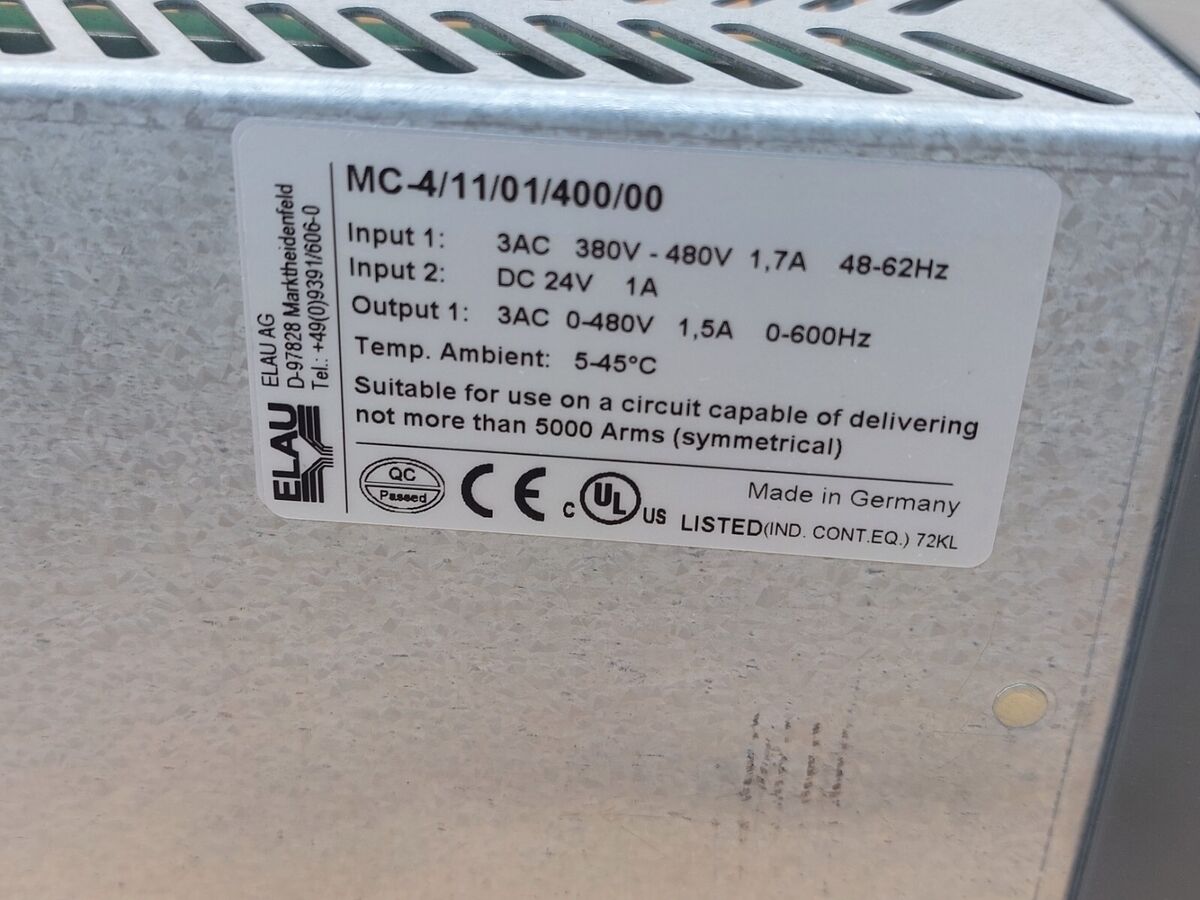 MC-4/11/01/400/00
Input 1: 3AC 380V - 480V 1,7A 48-62Hz
Input 2: DC 24V 1A
Output 1: 3AC 0-480V 1,5A 0-600Hz
Temp. Ambient: 5-45°C
Suitable for use on a circuit capable of delivering
not more than 5000 Arms (symmetrical)
ELAU
ELAU AG
D-97828 Marktheidenfeld
Tel.: +49(0)9391/606-0
QC
Passed
CE
c UL US LISTED (IND. CONT.EQ.) 72KL
Made in Germany